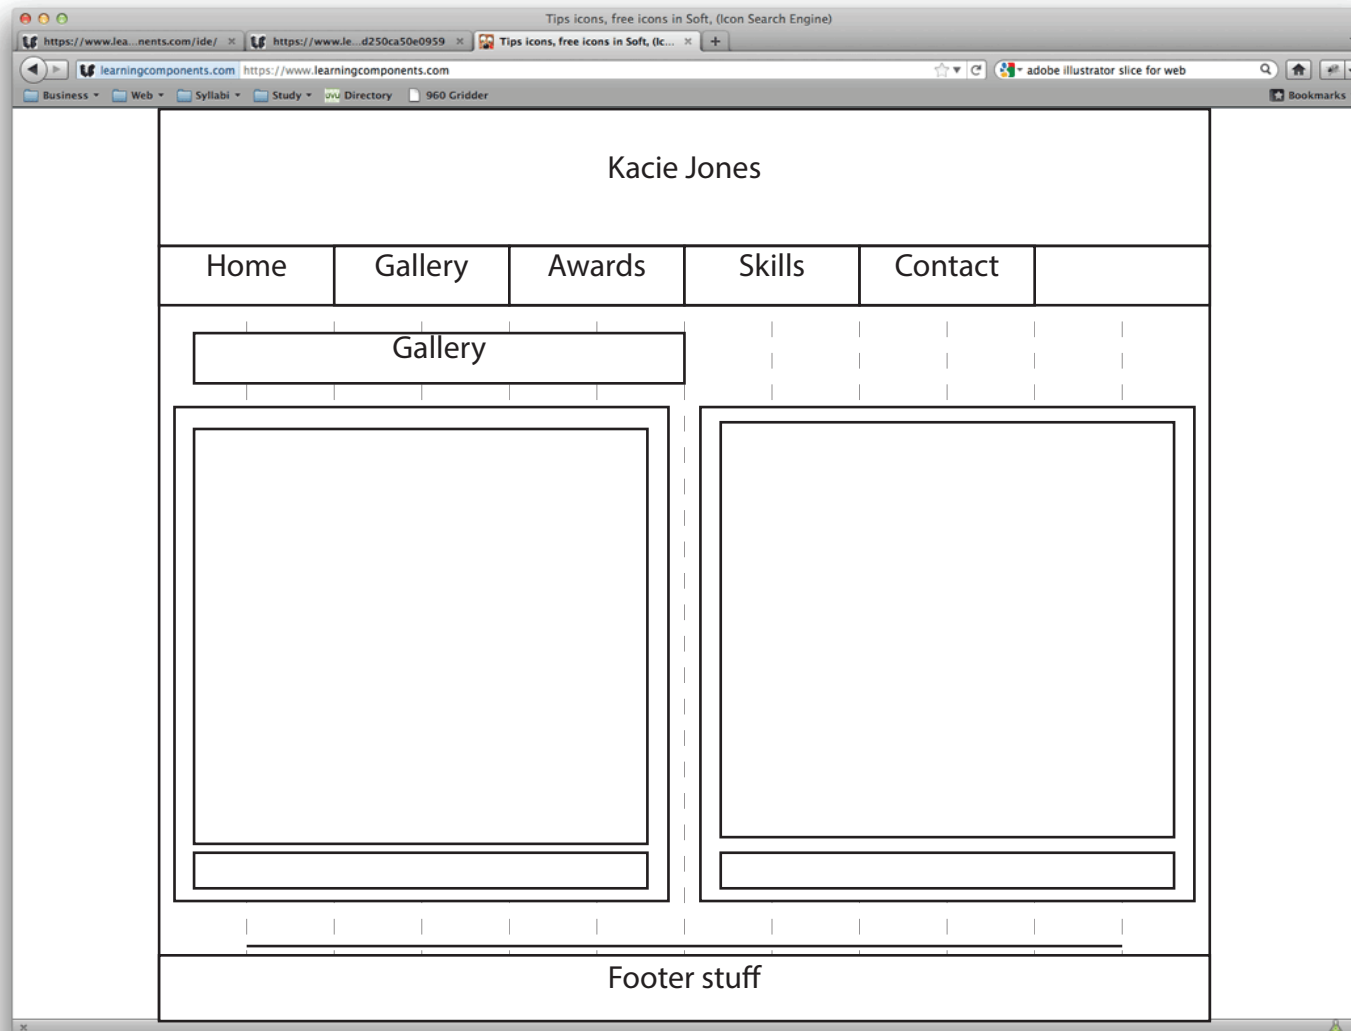 Tips icons, free icons in Soft, (Icon Search Engine)
https://www.lea...nents.com/ide/
https://www.le...d250ca50e0959
Tips icons, free icons in Soft, (Ic...
learningcomponents.com https://www.learningcomponents.com
adobe illustrator slice for web
Business Web Syllabi Study UVU Directory 960 Gridder Bookmarks
Kacie Jones
Home Gallery Awards Skills Contact
Gallery
Footer stuff